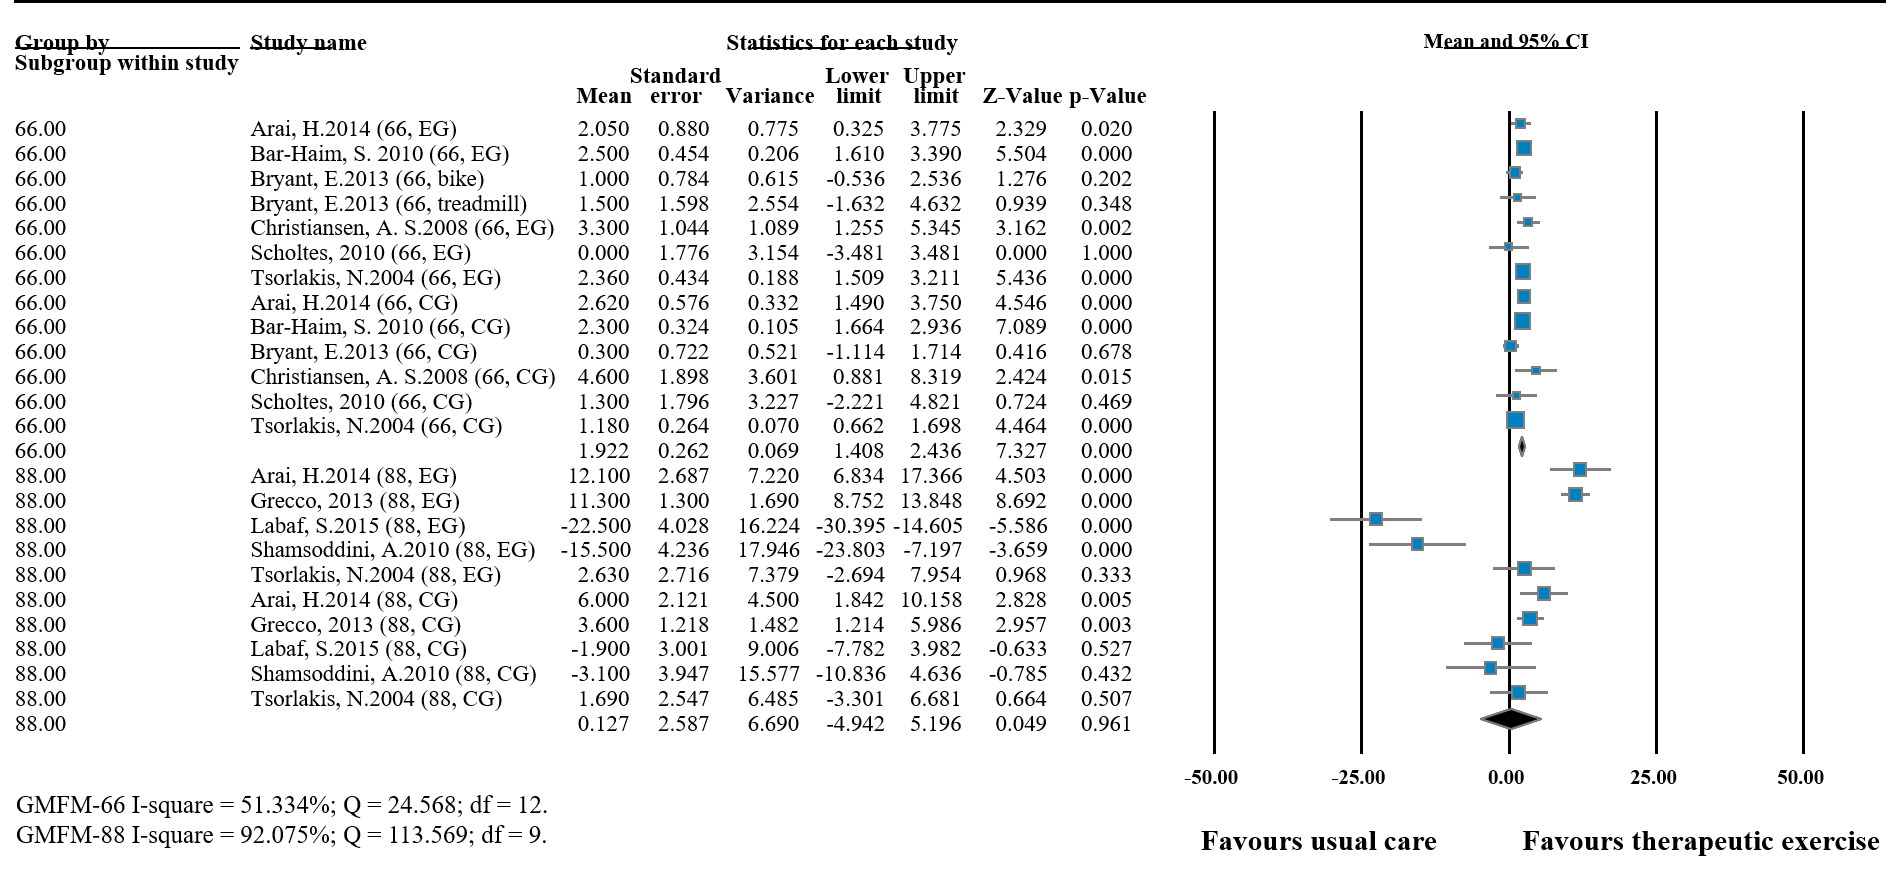 Group by Study name Statistics for each study Mean and 95% CI
Subgroup within study
Standard Lower Upper
Mean error Variance limit limit Z-Value p-Value
66.00 Arai, H.2014 (66, EG) 2.050 0.880 0.775 0.325 3.775 2.329 0.020
66.00 Bar-Haim, S. 2010 (66, EG) 2.500 0.454 0.206 1.610 3.390 5.504 0.000
66.00 Bryant, E.2013 (66, bike) 1.000 0.784 0.615 -0.536 2.536 1.276 0.202
66.00 Bryant, E.2013 (66, treadmill) 1.500 1.598 2.554 -1.632 4.632 0.939 0.348
66.00 Christiansen, A. S.2008 (66, EG) 3.300 1.044 1.089 1.255 5.345 3.162 0.002
66.00 Scholtes, 2010 (66, EG) 0.000 1.776 3.154 -3.481 3.481 0.000 1.000
66.00 Tsorlakis, N.2004 (66, EG) 2.360 0.434 0.188 1.509 3.211 5.436 0.000
66.00 Arai, H.2014 (66, CG) 2.620 0.576 0.332 1.490 3.750 4.546 0.000
66.00 Bar-Haim, S. 2010 (66, CG) 2.300 0.324 0.105 1.664 2.936 7.089 0.000
66.00 Bryant, E.2013 (66, CG) 0.300 0.722 0.521 -1.114 1.714 0.416 0.678
66.00 Christiansen, A. S.2008 (66, CG) 4.600 1.898 3.601 0.881 8.319 2.424 0.015
66.00 Scholtes, 2010 (66, CG) 1.300 1.796 3.227 -2.221 4.821 0.724 0.469
66.00 Tsorlakis, N.2004 (66, CG) 1.180 0.264 0.070 0.662 1.698 4.464 0.000
66.00 1.922 0.262 0.069 1.408 2.436 7.327 0.000
88.00 Arai, H.2014 (88, EG) 12.100 2.687 7.220 6.834 17.366 4.503 0.000
88.00 Grecco, 2013 (88, EG) 11.300 1.300 1.690 8.752 13.848 8.692 0.000
88.00 Labaf, S.2015 (88, EG) -22.500 4.028 16.224 -30.395 -14.605 -5.586 0.000
88.00 Shamsoddini, A.2010 (88, EG) -15.500 4.236 17.946 -23.803 -7.197 -3.659 0.000
88.00 Tsorlakis, N.2004 (88, EG) 2.630 2.716 7.379 -2.694 7.954 0.968 0.333
88.00 Arai, H.2014 (88, CG) 6.000 2.121 4.500 1.842 10.158 2.828 0.005
88.00 Grecco, 2013 (88, CG) 3.600 1.218 1.482 1.214 5.986 2.957 0.003
88.00 Labaf, S.2015 (88, CG) -1.900 3.001 9.006 -7.782 3.982 -0.633 0.527
88.00 Shamsoddini, A.2010 (88, CG) -3.100 3.947 15.577 -10.836 4.636 -0.785 0.432
88.00 Tsorlakis, N.2004 (88, CG) 1.690 2.547 6.485 -3.301 6.681 0.664 0.507
88.00 0.127 2.587 6.690 -4.942 5.196 0.049 0.961
-50.00 -25.00 0.00 25.00 50.00
GMFM-66 I-square = 51.334%; Q = 24.568; df = 12.
GMFM-88 I-square = 92.075%; Q = 113.569; df = 9.
Favours usual care Favours therapeutic exercise